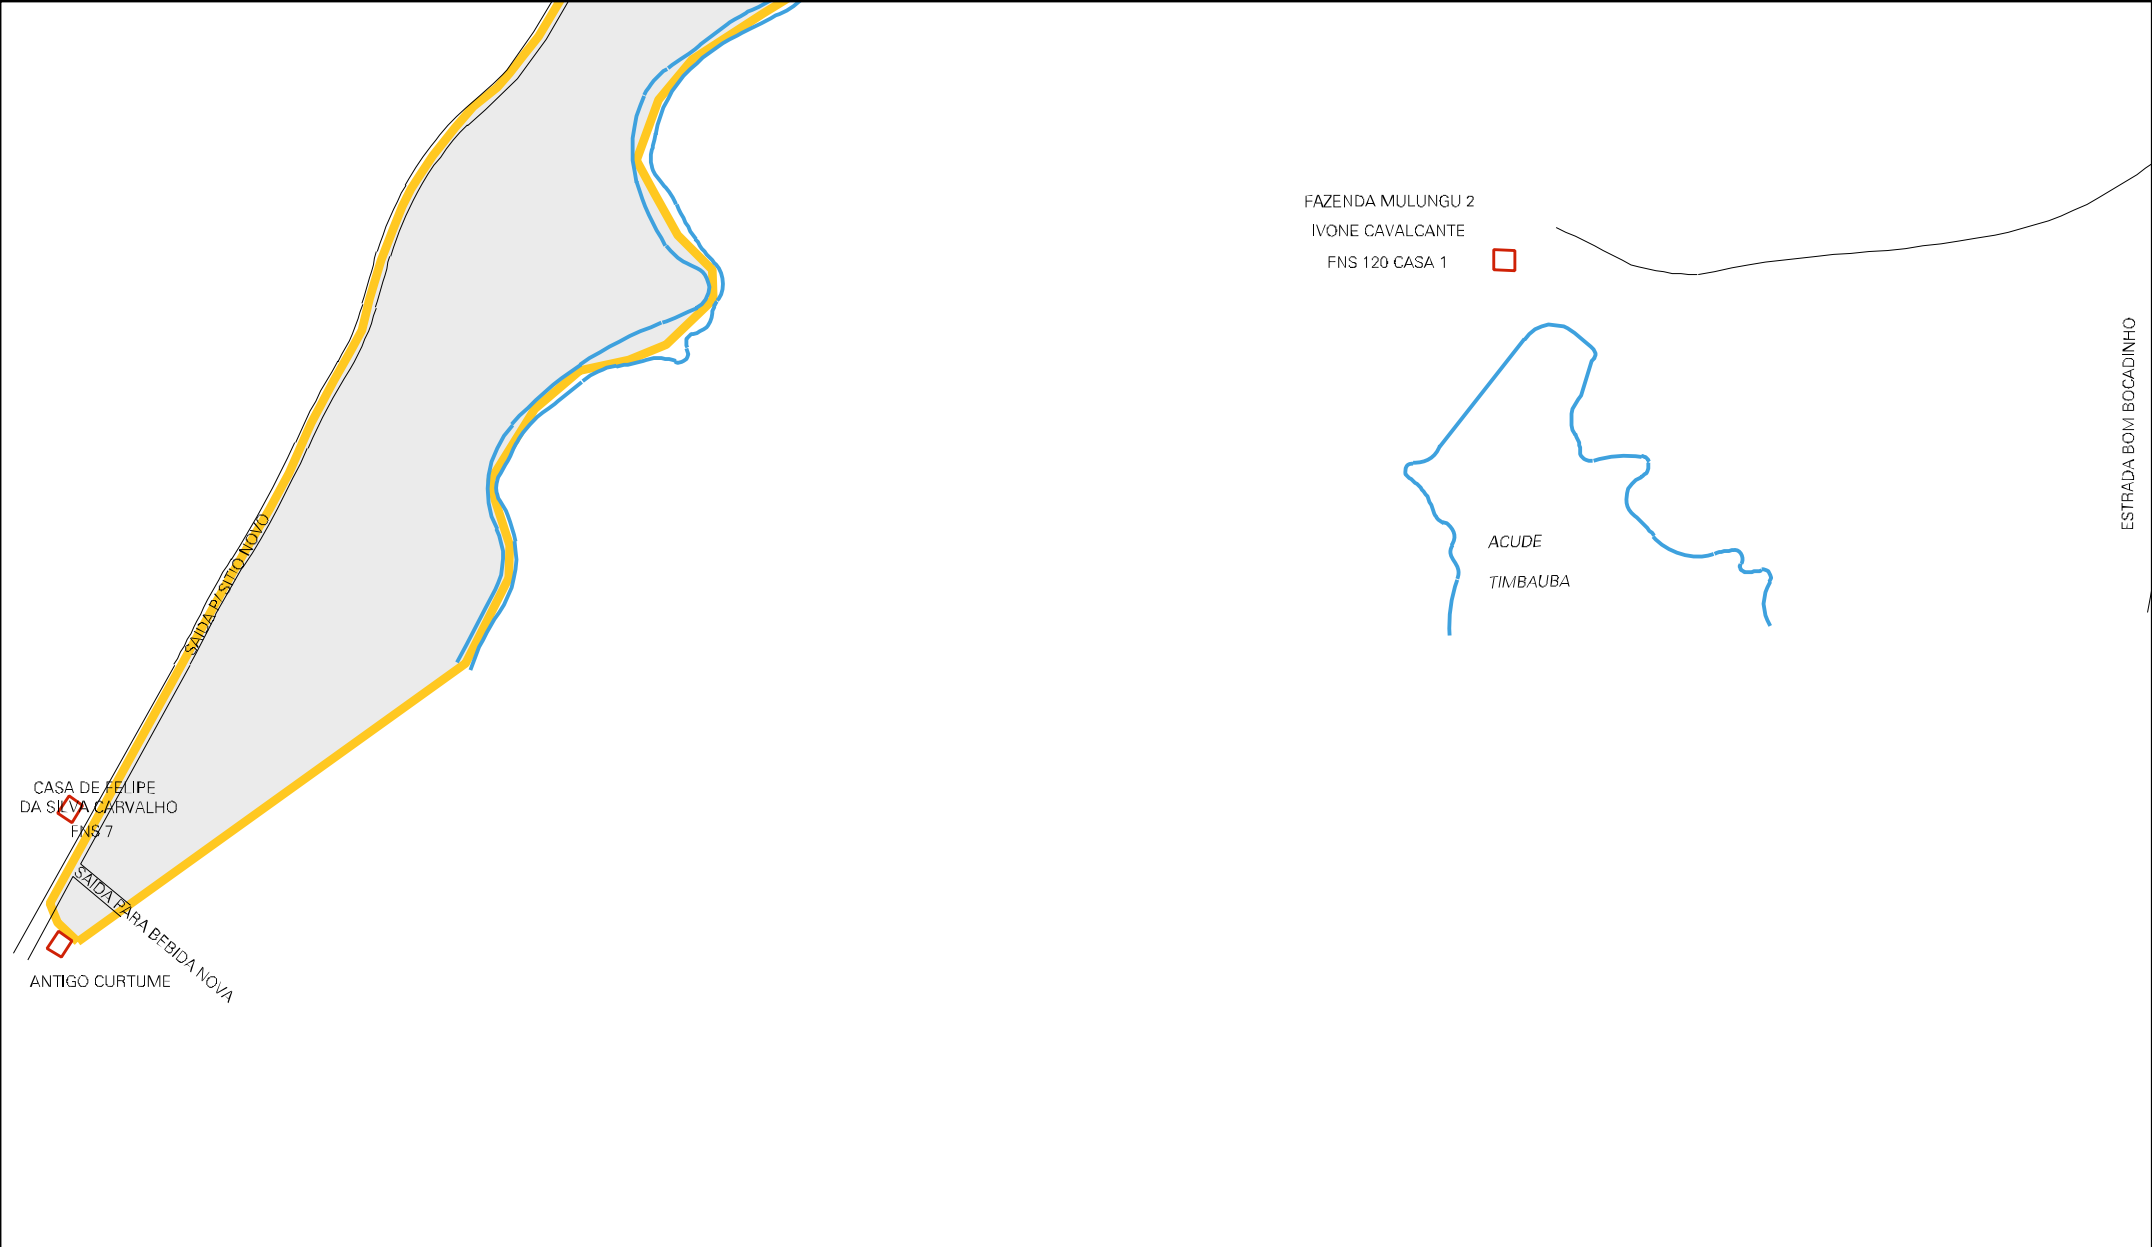 FAZENDA MULUNGU 2
IVONE CAVALCANTE
FNS 120 CASA 1
ESTRADA BOM BOCADINHO
ACUDE
TIMBAUBA
SAIDA P/ SITIO NOVO
CASA DE FELIPE
DA SILVA CARVALHO
FNS 7
SAIDA PARA BEBIDA NOVA
ANTIGO CURTUME